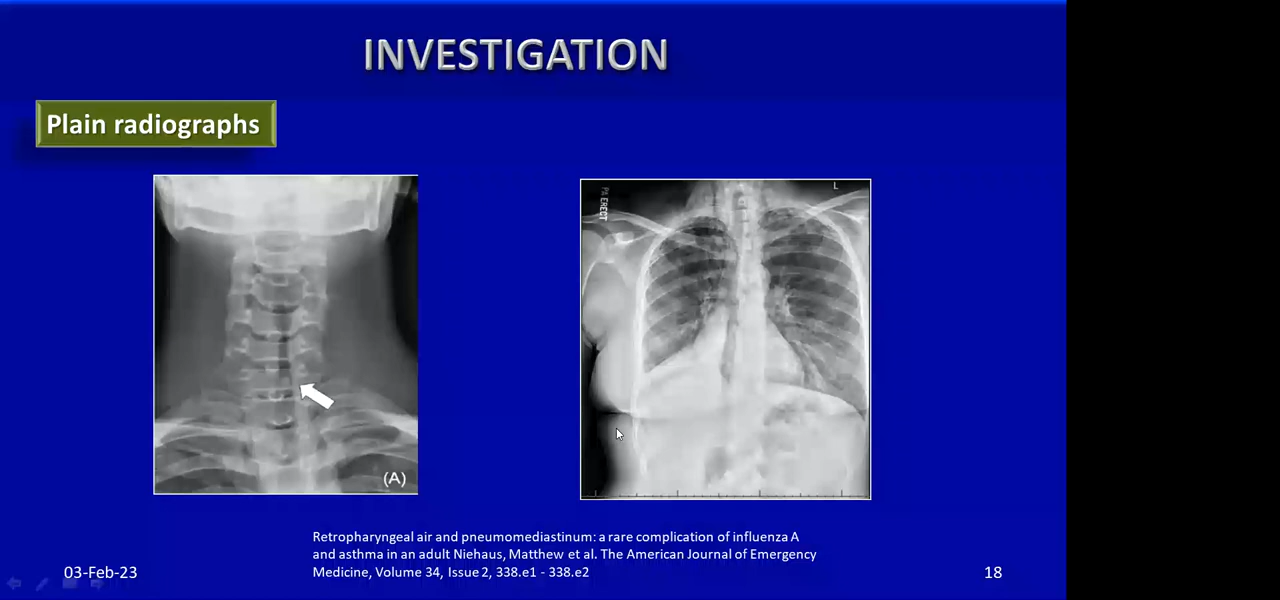 INVESTIGATION
Plain radiographs
PA ERECT
L
(A)
Retropharyngeal air and pneumomediastinum: a rare complication of influenza A
and asthma in an adult Niehaus, Matthew et al. The American Journal of Emergency
Medicine, Volume 34, Issue 2, 338.e1 - 338.e2
03-Feb-23
18